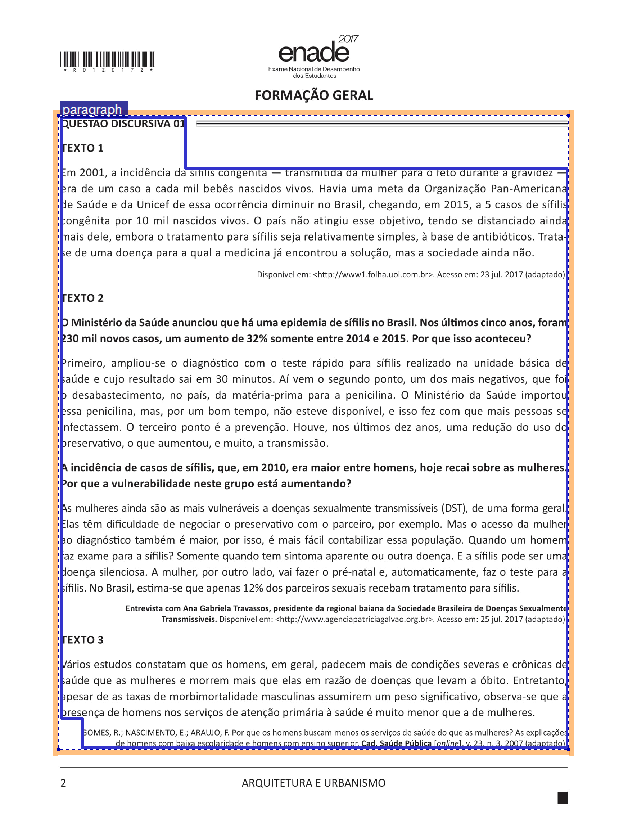 *R0120172*
2017
enade
Exame Nacional de Desempenho
dos Estudantes
FORMAÇÃO GERAL
paragraph
QUESTÃO DISCURSIVA 01
TEXTO 1
Em 2001, a incidência da sífilis congênita — transmitida da mulher para o feto durante a gravidez —
era de um caso a cada mil bebês nascidos vivos. Havia uma meta da Organização Pan-Americana
de Saúde e da Unicef de essa ocorrência diminuir no Brasil, chegando, em 2015, a 5 casos de sífilis
congênita por 10 mil nascidos vivos. O país não atingiu esse objetivo, tendo se distanciado ainda
mais dele, embora o tratamento para sífilis seja relativamente simples, à base de antibióticos. Trata-
se de uma doença para a qual a medicina já encontrou a solução, mas a sociedade ainda não.
Disponível em: <http://www1.folha.uol.com.br>. Acesso em: 23 jul. 2017 (adaptado).
TEXTO 2
O Ministério da Saúde anunciou que há uma epidemia de sífilis no Brasil. Nos últimos cinco anos, foram
230 mil novos casos, um aumento de 32% somente entre 2014 e 2015. Por que isso aconteceu?
Primeiro, ampliou-se o diagnóstico com o teste rápido para sífilis realizado na unidade básica de
saúde e cujo resultado sai em 30 minutos. Aí vem o segundo ponto, um dos mais negativos, que foi
o desabastecimento, no país, da matéria-prima para a penicilina. O Ministério da Saúde importou
essa penicilina, mas, por um bom tempo, não esteve disponível, e isso fez com que mais pessoas se
infectassem. O terceiro ponto é a prevenção. Houve, nos últimos dez anos, uma redução do uso do
preservativo, o que aumentou, e muito, a transmissão.
A incidência de casos de sífilis, que, em 2010, era maior entre homens, hoje recai sobre as mulheres.
Por que a vulnerabilidade neste grupo está aumentando?
As mulheres ainda são as mais vulneráveis a doenças sexualmente transmissíveis (DST), de uma forma geral.
Elas têm dificuldade de negociar o preservativo com o parceiro, por exemplo. Mas o acesso da mulher
ao diagnóstico também é maior, por isso, é mais fácil contabilizar essa população. Quando um homem
faz exame para a sífilis? Somente quando tem sintoma aparente ou outra doença. E a sífilis pode ser uma
doença silenciosa. A mulher, por outro lado, vai fazer o pré-natal e, automaticamente, faz o teste para a
sífilis. No Brasil, estima-se que apenas 12% dos parceiros sexuais recebam tratamento para sífilis.
Entrevista com Ana Gabriela Travassos, presidente da regional baiana da Sociedade Brasileira de Doenças Sexualmente
Transmissíveis. Disponível em: <http://www.agenciapatriciagalvao.org.br>. Acesso em: 25 jul. 2017 (adaptado).
TEXTO 3
Vários estudos constatam que os homens, em geral, padecem mais de condições severas e crônicas de
saúde que as mulheres e morrem mais que elas em razão de doenças que levam a óbito. Entretanto,
apesar de as taxas de morbimortalidade masculinas assumirem um peso significativo, observa-se que a
presença de homens nos serviços de atenção primária à saúde é muito menor que a de mulheres.
GOMES, R.; NASCIMENTO, E.; ARAUJO, F. Por que os homens buscam menos os serviços de saúde do que as mulheres? As explicações
de homens com baixa escolaridade e homens com ensino superior. Cad. Saúde Pública [online], v. 23, n. 3, 2007 (adaptado).
2
ARQUITETURA E URBANISMO